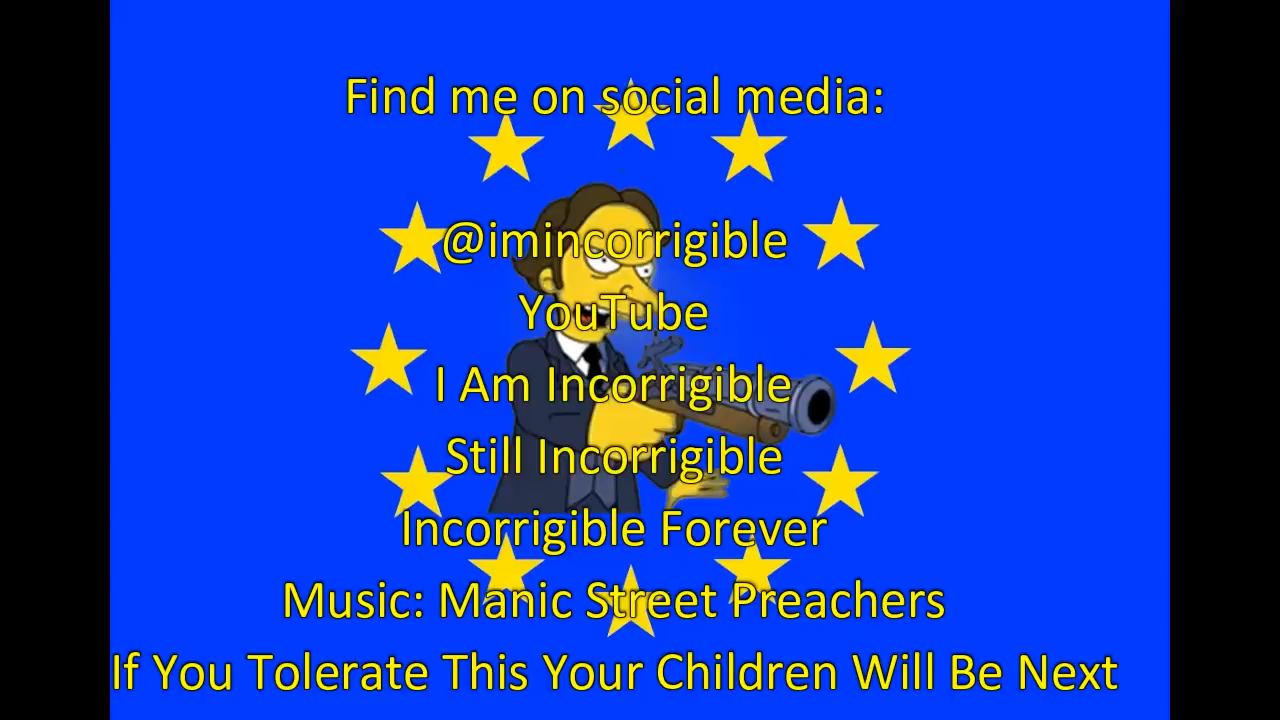 Find me on social media:
@imincorrigible
YouTube
I Am Incorrigible
Still Incorrigible
Incorrigible Forever
Music: Manic Street Preachers
If You Tolerate This Your Children Will Be Next